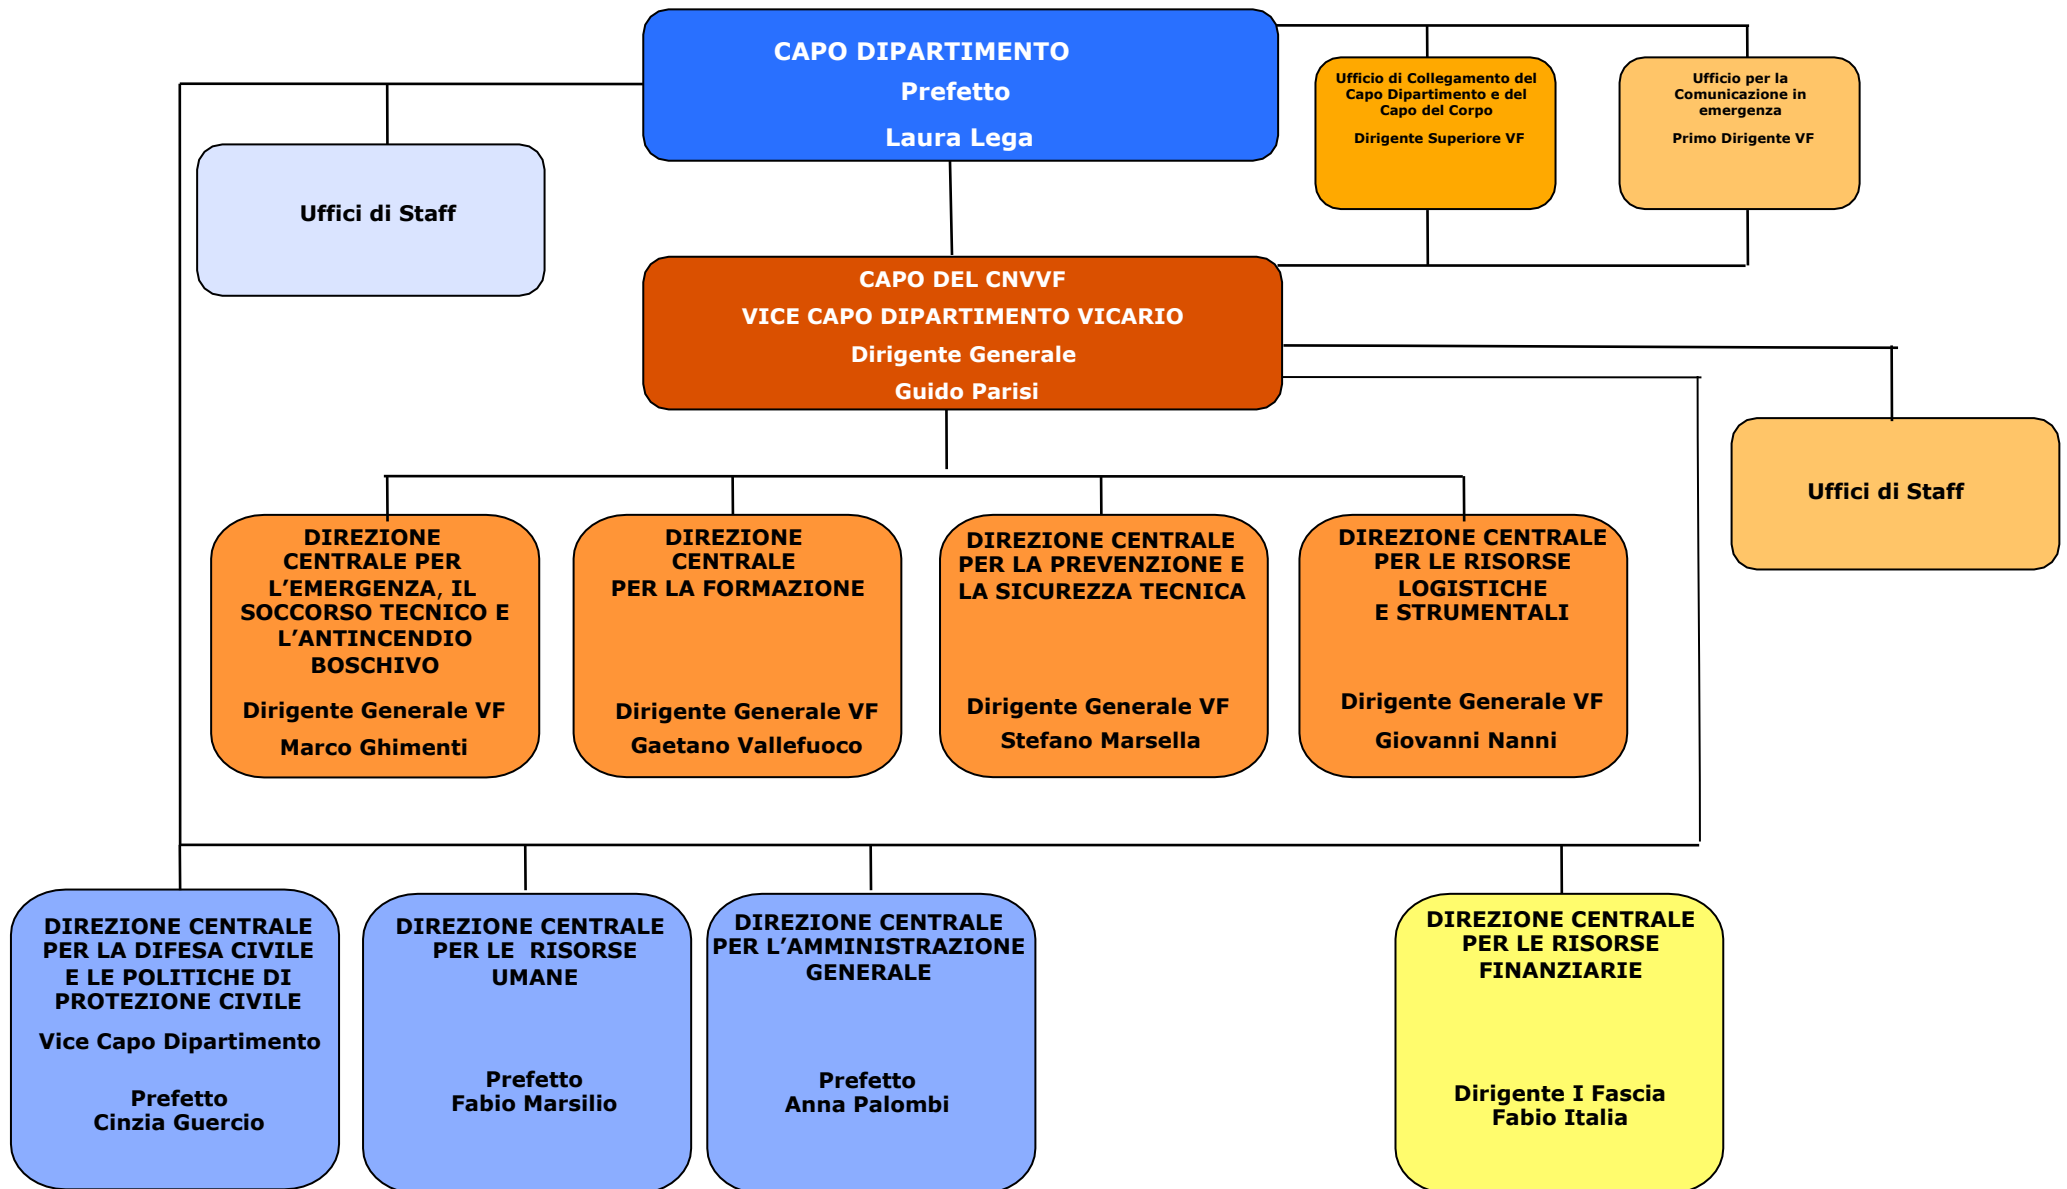 CAPO DIPARTIMENTO
Prefetto
Laura Lega
Ufficio di Collegamento del
Capo Dipartimento e del
Capo del Corpo
Dirigente Superiore VF
Ufficio per la
Comunicazione in
emergenza
Primo Dirigente VF
Uffici di Staff
CAPO DEL CNVVF
VICE CAPO DIPARTIMENTO VICARIO
Dirigente Generale
Guido Parisi
Uffici di Staff
DIREZIONE
CENTRALE PER
L’EMERGENZA, IL
SOCCORSO TECNICO E
L’ANTINCENDIO
BOSCHIVO
Dirigente Generale VF
Marco Ghimenti
DIREZIONE
CENTRALE
PER LA FORMAZIONE
Dirigente Generale VF
Gaetano Vallefuoco
DIREZIONE CENTRALE
PER LA PREVENZIONE E
LA SICUREZZA TECNICA
Dirigente Generale VF
Stefano Marsella
DIREZIONE CENTRALE
PER LE RISORSE
LOGISTICHE
E STRUMENTALI
Dirigente Generale VF
Giovanni Nanni
DIREZIONE CENTRALE
PER LA DIFESA CIVILE
E LE POLITICHE DI
PROTEZIONE CIVILE
Vice Capo Dipartimento
Prefetto
Cinzia Guercio
DIREZIONE CENTRALE
PER LE RISORSE
UMANE
Prefetto
Fabio Marsilio
DIREZIONE CENTRALE
PER L’AMMINISTRAZIONE
GENERALE
Prefetto
Anna Palombi
DIREZIONE CENTRALE
PER LE RISORSE
FINANZIARIE
Dirigente I Fascia
Fabio Italia